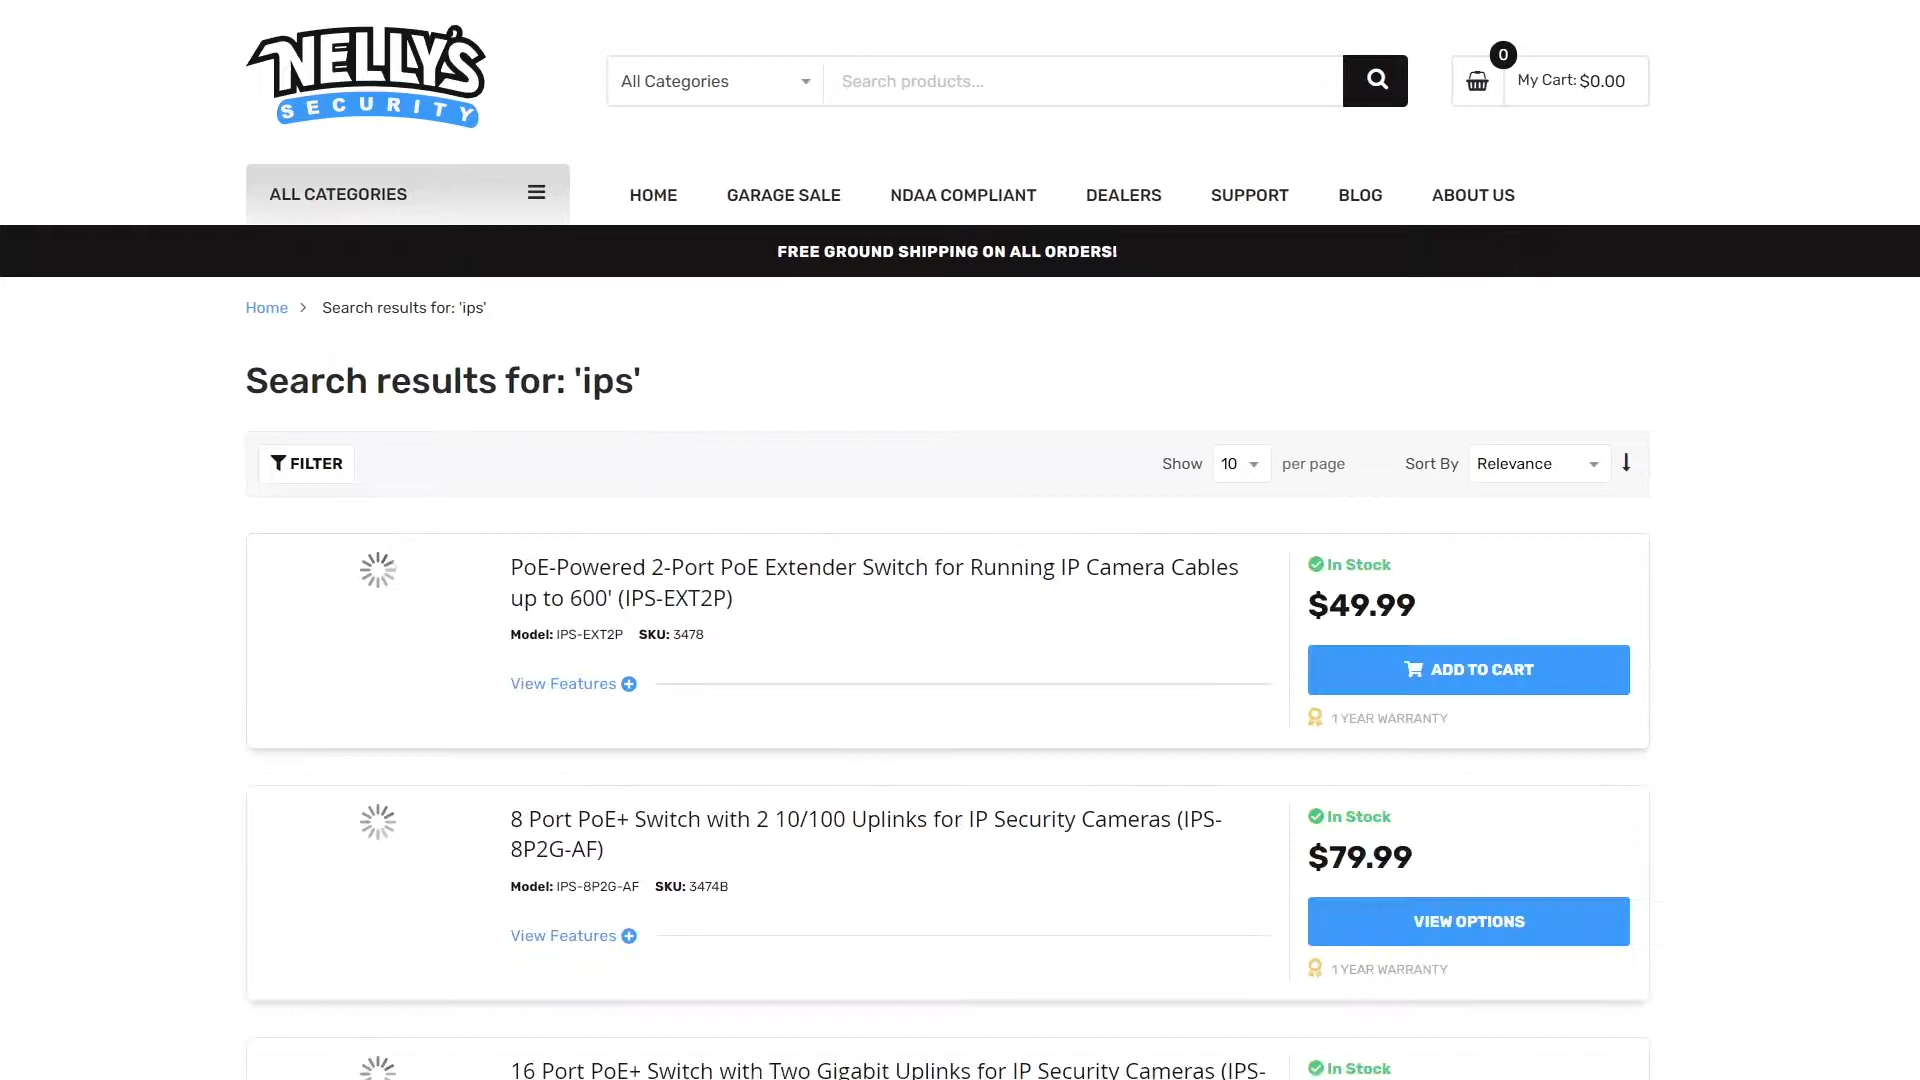 NELLY'S
SECURITY
All Categories
Search products...
0
My Cart: $0.00
ALL CATEGORIES
HOME
GARAGE SALE
NDAA COMPLIANT
DEALERS
SUPPORT
BLOG
ABOUT US
FREE GROUND SHIPPING ON ALL ORDERS!
Home > Search results for: 'ips'
Search results for: 'ips'
FILTER
Show 10 per page
Sort By Relevance
PoE-Powered 2-Port PoE Extender Switch for Running IP Camera Cables
up to 600' (IPS-EXT2P)
Model: IPS-EXT2P SKU: 3478
View Features
In Stock
$49.99
ADD TO CART
1 YEAR WARRANTY
8 Port PoE+ Switch with 2 10/100 Uplinks for IP Security Cameras (IPS-
8P2G-AF)
Model: IPS-8P2G-AF SKU: 3474B
View Features
In Stock
$79.99
VIEW OPTIONS
1 YEAR WARRANTY
16 Port PoE+ Switch with Two Gigabit Uplinks for IP Security Cameras (IPS-
In Stock